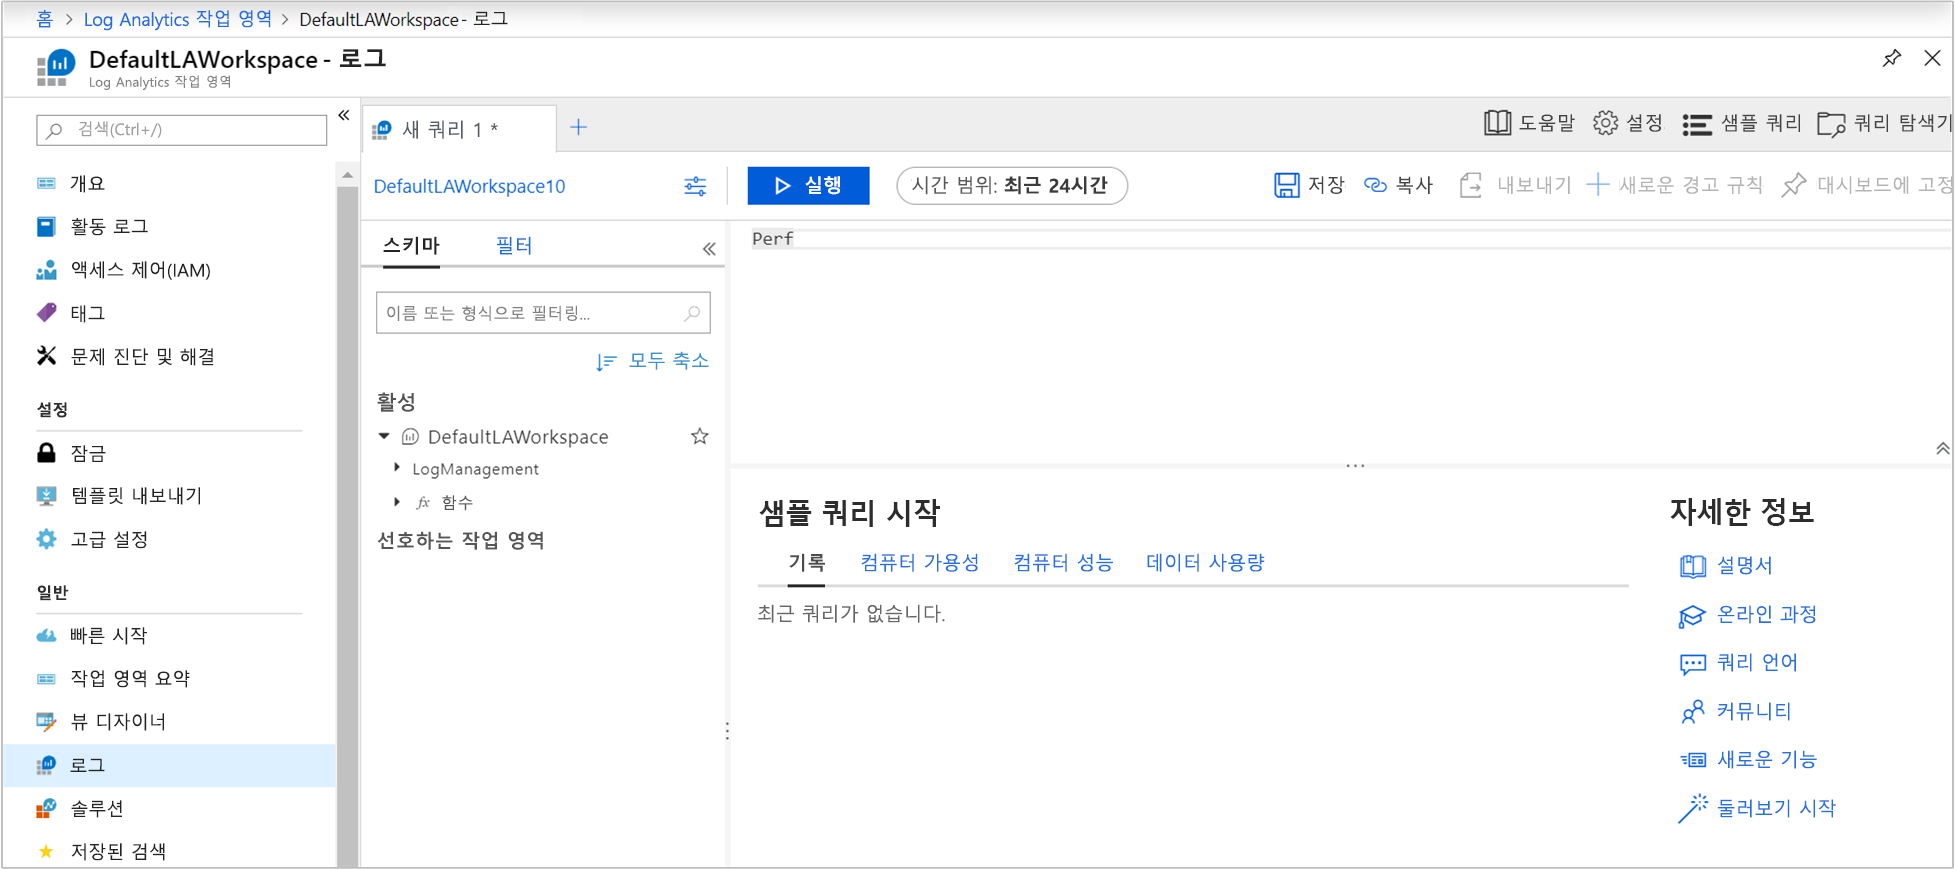 홈 > Log Analytics 작업 영역 > DefaultLAWorkspace - 로그
DefaultLAWorkspace - 로그
Log Analytics 작업 영역
검색(Ctrl+/)
개요
활동 로그
액세스 제어(IAM)
태그
문제 진단 및 해결
설정
잠금
템플릿 내보내기
고급 설정
일반
빠른 시작
작업 영역 요약
뷰 디자이너
로그
솔루션
저장된 검색
새 쿼리 1 *
도움말 설정 샘플 쿼리 쿼리 탐색기
DefaultLAWorkspace10
실행 시간 범위: 최근 24시간 저장 복사 내보내기 새로운 경고 규칙 대시보드에 고정
스키마 필터
이름 또는 형식으로 필터링...
모두 축소
활성
DefaultLAWorkspace
LogManagement
fx 함수
선호하는 작업 영역
Perf
샘플 쿼리 시작
기록 컴퓨터 가용성 컴퓨터 성능 데이터 사용량
최근 쿼리가 없습니다.
자세한 정보
설명서
온라인 과정
쿼리 언어
커뮤니티
새로운 기능
둘러보기 시작